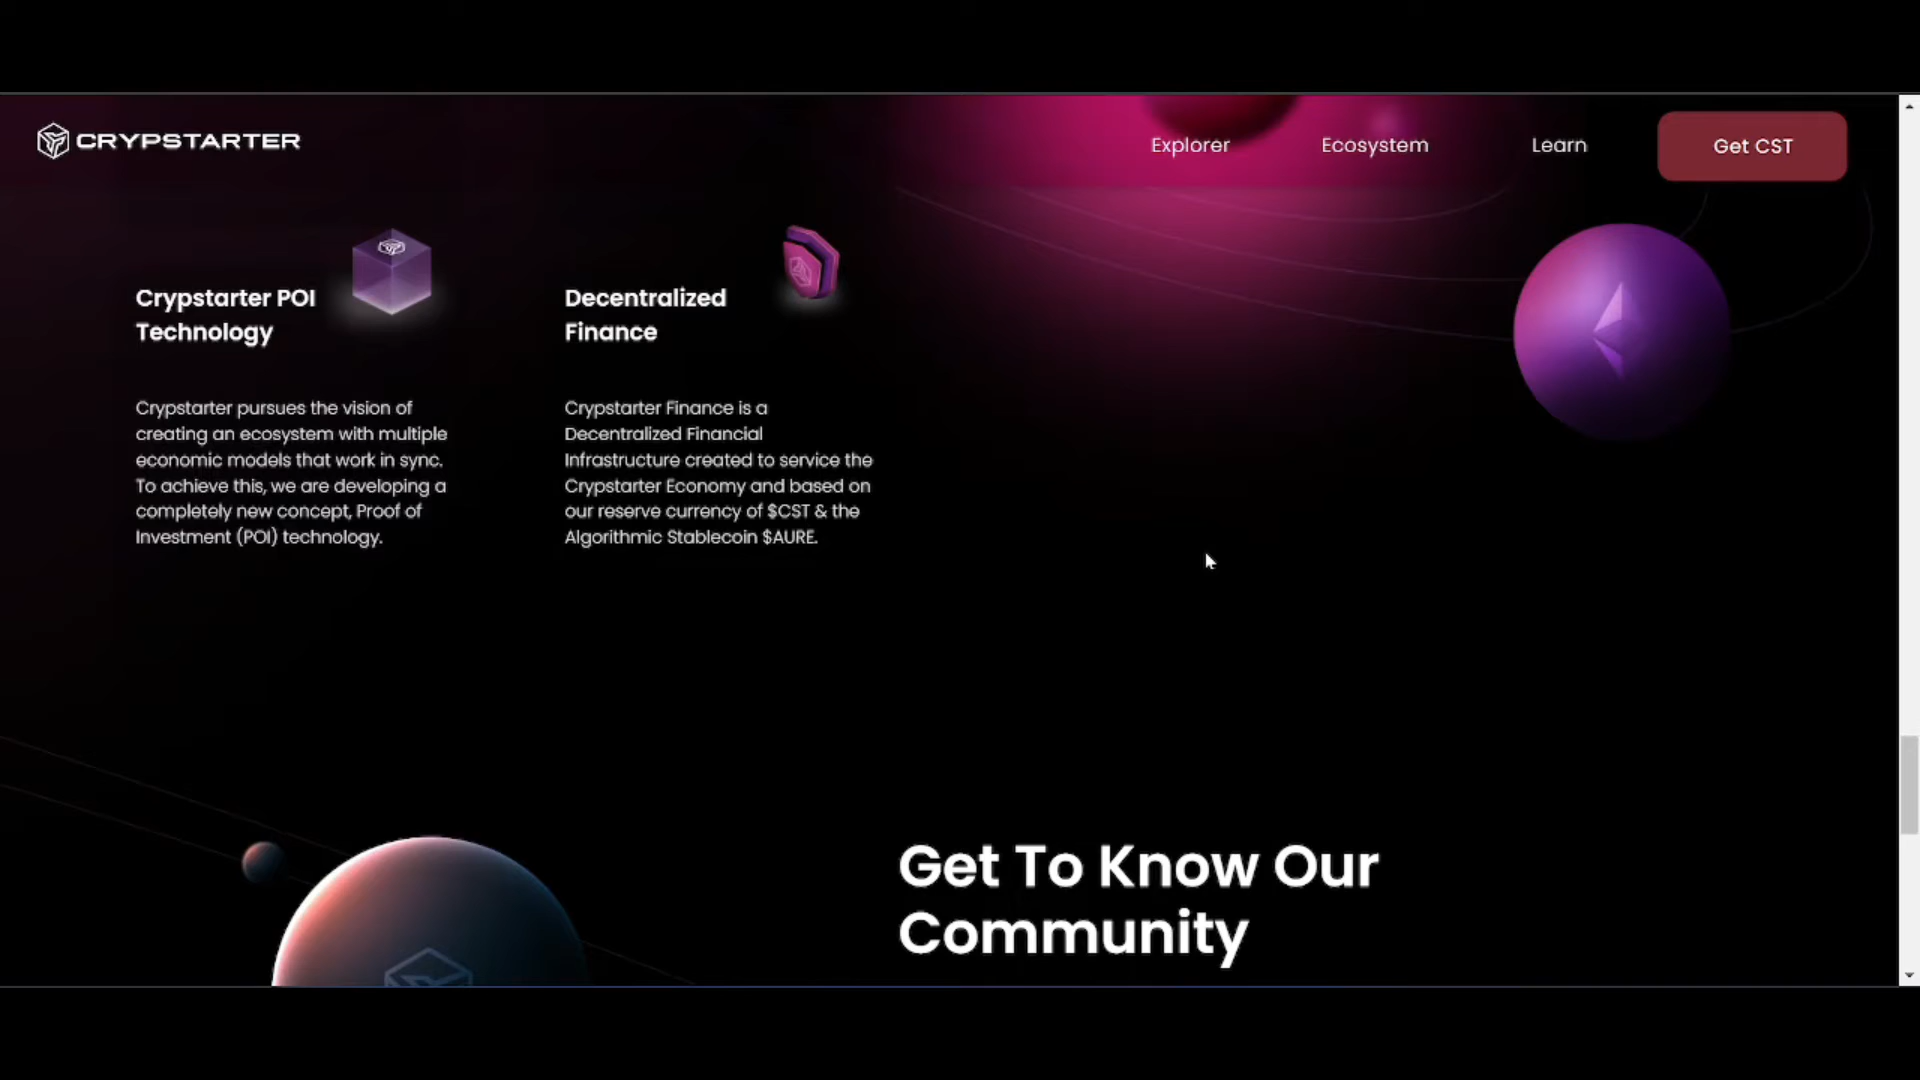 CRYPSTARTER
Explorer
Ecosystem
Learn
Get CST
Crypstarter POI
Technology
Crypstarter pursues the vision of
creating an ecosystem with multiple
economic models that work in sync.
To achieve this, we are developing a
completely new concept, Proof of
Investment (POI) technology.
Decentralized
Finance
Crypstarter Finance is a
Decentralized Financial
Infrastructure created to service the
Crypstarter Economy and based on
our reserve currency of $CST & the
Algorithmic Stablecoin $AURE.
Get To Know Our
Community